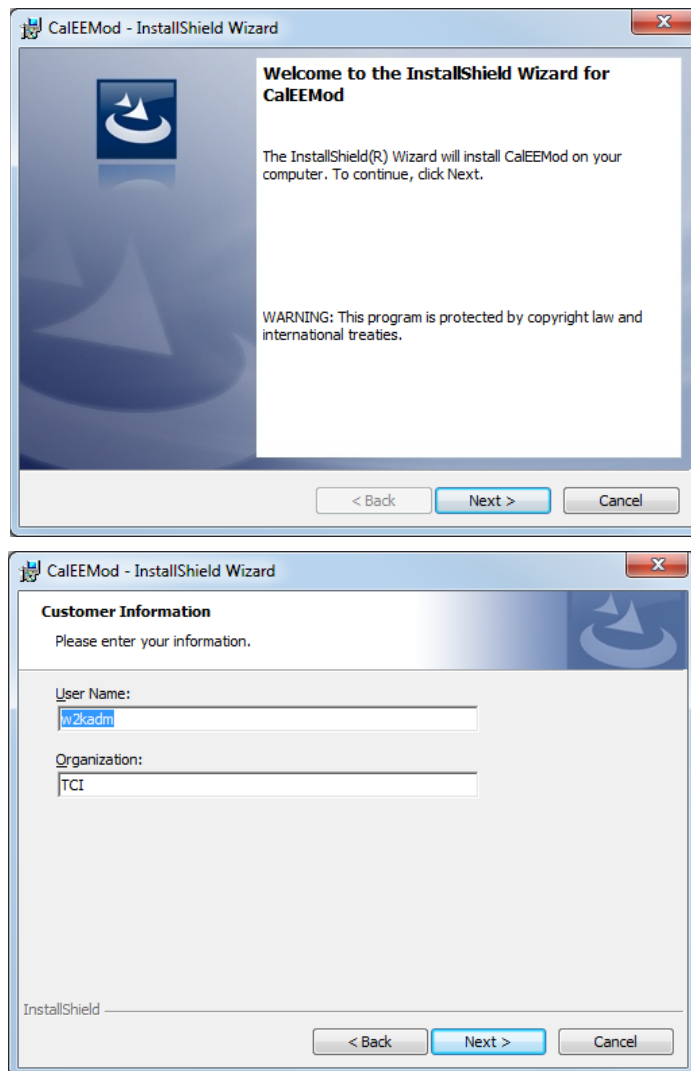 CalEEMod - InstallShield Wizard
Welcome to the InstallShield Wizard for
CalEEMod
The InstallShield(R) Wizard will install CalEEMod on your
computer. To continue, click Next.
WARNING: This program is protected by copyright law and
international treaties.
< Back Next > Cancel
CalEEMod - InstallShield Wizard
Customer Information
Please enter your information.
User Name:
w2kadm
Organization:
TCI
InstallShield
< Back Next > Cancel